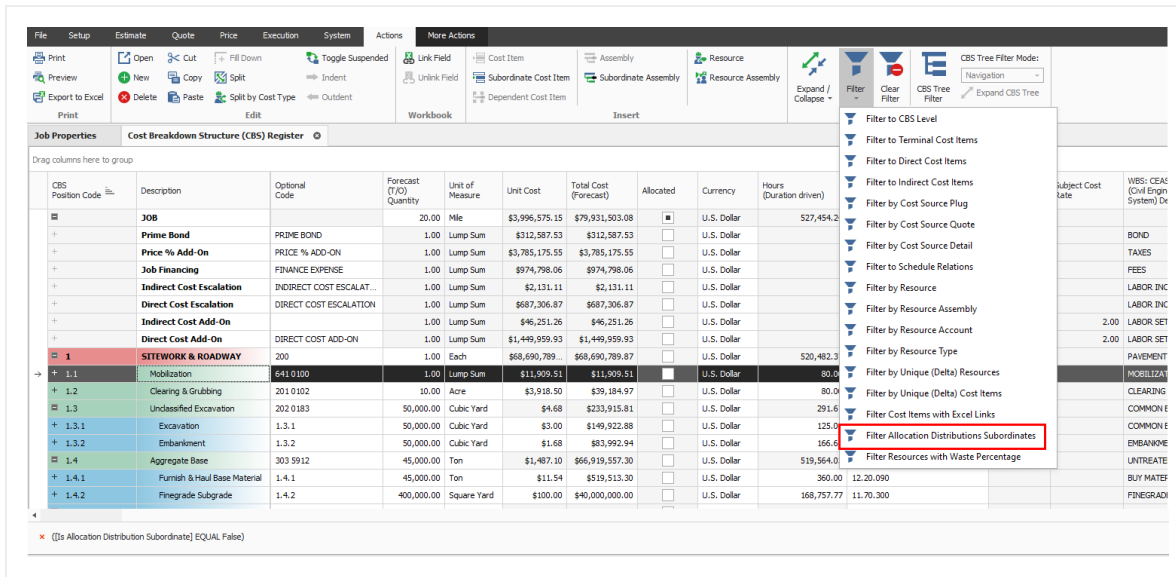 File Setup Estimate Quote Price Execution System Actions More Actions
Print Open Cut Fill Down Toggle Suspended Link Field Cost Item Assembly Resource CBS Tree Filter Mode:
Preview New Copy Split Indent Unlink Field Subordinate Cost Item Subordinate Assembly Resource Assembly Navigation
Export to Excel Delete Paste Split by Cost Type Outdent Dependent Cost Item Expand / Collapse Filter Clear Filter CBS Tree Filter Expand CBS Tree
Print Edit Workbook Insert
Job Properties Cost Breakdown Structure (CBS) Register
Drag columns here to group
CBS Position Code Description Optional Code Forecast (T/O) Quantity Unit of Measure Unit Cost Total Cost (Forecast) Allocated Currency Hours (Duration driven) Subject Cost Rate WBS: CEAS (Civil Engin System) De
JOB 20.00 Mile $3,996,575.15 $79,931,503.08 U.S. Dollar 527,454.2
Prime Bond PRIME BOND 1.00 Lump Sum $312,587.53 $312,587.53 U.S. Dollar BOND
Price % Add-On PRICE % ADD-ON 1.00 Lump Sum $3,785,175.55 $3,785,175.55 U.S. Dollar TAXES
Job Financing FINANCE EXPENSE 1.00 Lump Sum $974,798.06 $974,798.06 U.S. Dollar FEES
Indirect Cost Escalation INDIRECT COST ESCALAT... 1.00 Lump Sum $2,131.11 $2,131.11 U.S. Dollar LABOR INC
Direct Cost Escalation DIRECT COST ESCALATION 1.00 Lump Sum $687,306.87 $687,306.87 U.S. Dollar LABOR INC
Indirect Cost Add-On 1.00 Lump Sum $46,251.26 $46,251.26 U.S. Dollar 2.00 LABOR SET
Direct Cost Add-On DIRECT COST ADD-ON 1.00 Lump Sum $1,449,959.93 $1,449,959.93 U.S. Dollar 2.00 LABOR SET
1 SITEWORK & ROADWAY 200 1.00 Each $68,690,789... $68,690,789.87 U.S. Dollar 520,482.3 PAVEMENT
1.1 Mobilization 641 0100 1.00 Lump Sum $11,909.51 $11,909.51 U.S. Dollar 80.0 MOBILIZAT
1.2 Clearing & Grubbing 201 0102 10.00 Acre $3,918.50 $39,184.97 U.S. Dollar 80.0 CLEARING
1.3 Unclassified Excavation 202 0183 50,000.00 Cubic Yard $4.68 $233,915.81 U.S. Dollar 291.6 COMMON E
1.3.1 Excavation 1.3.1 50,000.00 Cubic Yard $3.00 $149,922.88 U.S. Dollar 125.0 COMMON E
1.3.2 Embankment 1.3.2 50,000.00 Cubic Yard $1.68 $83,992.94 U.S. Dollar 166.6 EMBANKME
1.4 Aggregate Base 303 5912 45,000.00 Ton $1,487.10 $66,919,557.30 U.S. Dollar 519,564.0 UNTREATE
1.4.1 Furnish & Haul Base Material 1.4.1 45,000.00 Ton $11.54 $519,513.30 U.S. Dollar 360.00 12.20.090 BUY MATER
1.4.2 Finegrade Subgrade 1.4.2 400,000.00 Square Yard $100.00 $40,000,000.00 U.S. Dollar 168,757.77 11.70.300 FINEGRADE
Filter to CBS Level
Filter to Terminal Cost Items
Filter to Direct Cost Items
Filter to Indirect Cost Items
Filter by Cost Source Plug
Filter by Cost Source Quote
Filter by Cost Source Detail
Filter to Schedule Relations
Filter by Resource
Filter by Resource Assembly
Filter by Resource Account
Filter by Resource Type
Filter by Unique (Delta) Resources
Filter by Unique (Delta) Cost Items
Filter Cost Items with Excel Links
Filter Allocation Distributions Subordinates
Filter Resources with Waste Percentage
([Is Allocation Distribution Subordinate] EQUAL False)